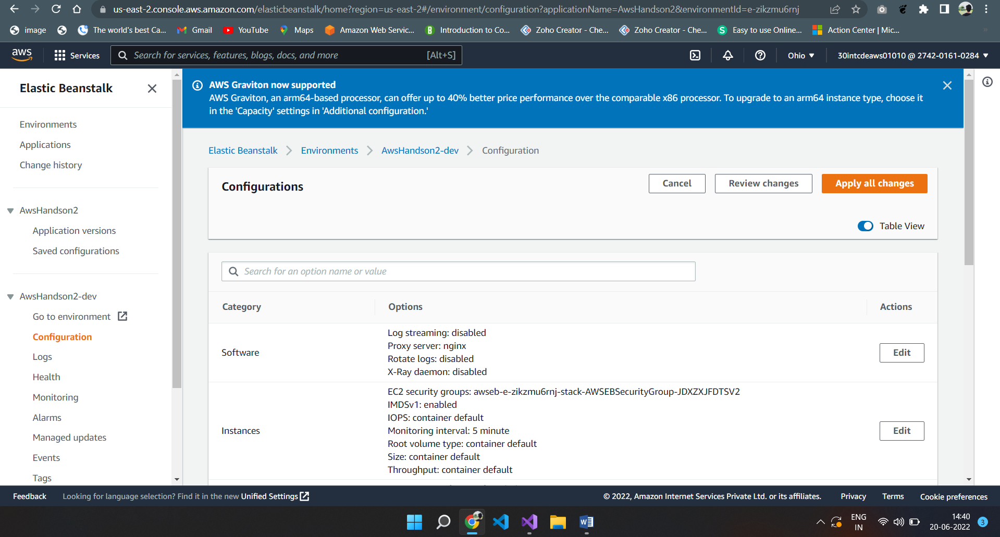 us-east-2.console.aws.amazon.com/elasticbeanstalk/home?region=us-east-2#/environment/configuration?applicationName=AwsHandson2&environmentId=e-zikzmu6rnj
image
The world's best Ca...
Gmail
YouTube
Maps
Amazon Web Servic...
Introduction to Co...
Zoho Creator - Che...
Zoho Creator - Che...
Easy to use Online...
Action Center | Mic...
aws
Services
Search for services, features, blogs, docs, and more
[Alt+S]
Ohio
30intcdeaws01010 @ 2742-0161-0284
Elastic Beanstalk
Environments
Applications
Change history
AwsHandson2
Application versions
Saved configurations
AwsHandson2-dev
Go to environment
Configuration
Logs
Health
Monitoring
Alarms
Managed updates
Events
Tags
AWS Graviton now supported
AWS Graviton, an arm64-based processor, can offer up to 40% better price performance over the comparable x86 processor. To upgrade to an arm64 instance type, choose it
in the 'Capacity' settings in 'Additional configuration.'
Elastic Beanstalk
Environments
AwsHandson2-dev
Configuration
Configurations
Cancel
Review changes
Apply all changes
Table View
Search for an option name or value
Category
Options
Actions
Software
Log streaming: disabled
Proxy server: nginx
Rotate logs: disabled
X-Ray daemon: disabled
Edit
Instances
EC2 security groups: awseb-e-zikzmu6rnj-stack-AWSEBSecurityGroup-JDXZXJFDTSV2
IMDSv1: enabled
IOPS: container default
Monitoring interval: 5 minute
Root volume type: container default
Size: container default
Throughput: container default
Edit
Feedback
Looking for language selection? Find it in the new Unified Settings
© 2022, Amazon Internet Services Private Ltd. or its affiliates.
Privacy
Terms
Cookie preferences
ENG
IN
14:40
20-06-2022
3